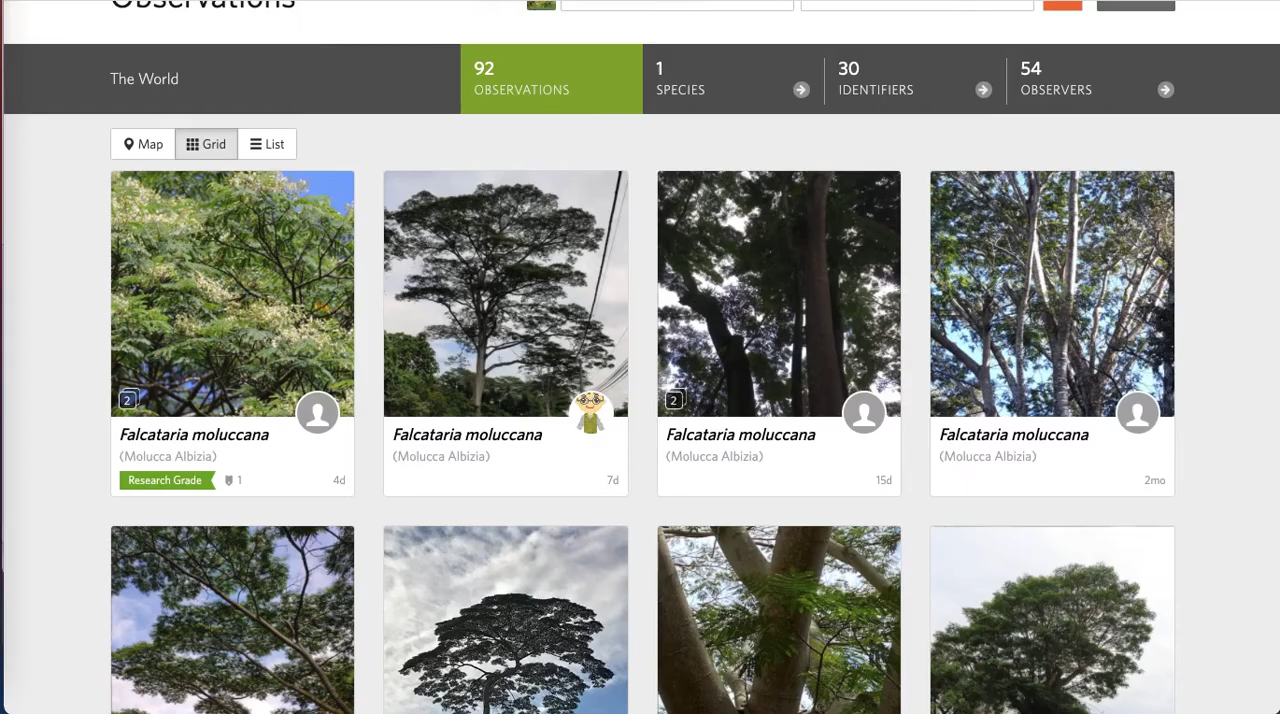 Observations
The World
92
OBSERVATIONS
1
SPECIES
30
IDENTIFIERS
54
OBSERVERS
Map
Grid
List
2
Falcataria moluccana
(Molucca Albizia)
Research Grade
1
4d
Falcataria moluccana
(Molucca Albizia)
7d
2
Falcataria moluccana
(Molucca Albizia)
15d
Falcataria moluccana
(Molucca Albizia)
2mo